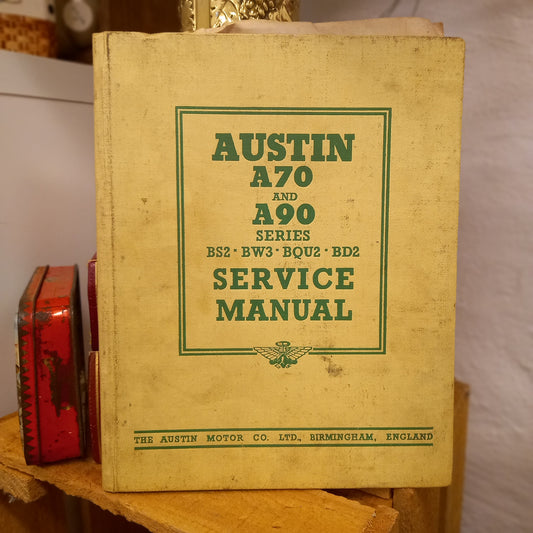 AUSTIN
A70
AND
A90
SERIES
BS2 · BW3 · BQU2 · BD2
SERVICE
MANUAL
THE AUSTIN MOTOR CO. LTD., BIRMINGHAM, ENGLAND